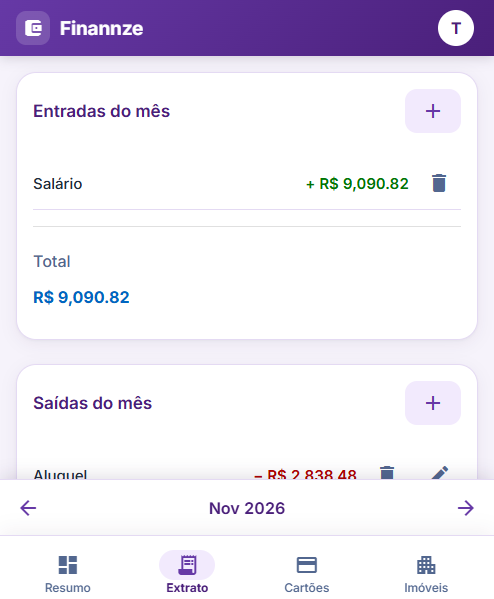 Finannze
T
Entradas do mês
Salário
+ R$ 9,090.82
Total
R$ 9,090.82
Saídas do mês
Aluguel
− R$ 2,838.48
Nov 2026
Resumo
Extrato
Cartões
Imóveis